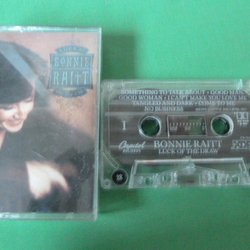 BONNIE
RAITT
SOMETHING TO TALK ABOUT • GOOD MAN,
GOOD WOMAN • I CAN'T MAKE YOU LOVE ME
TANGLED AND DARK • COME TO ME
NO BUSINESS
1
Capitol
BONNIE RAITT
LUCK OF THE DRAW